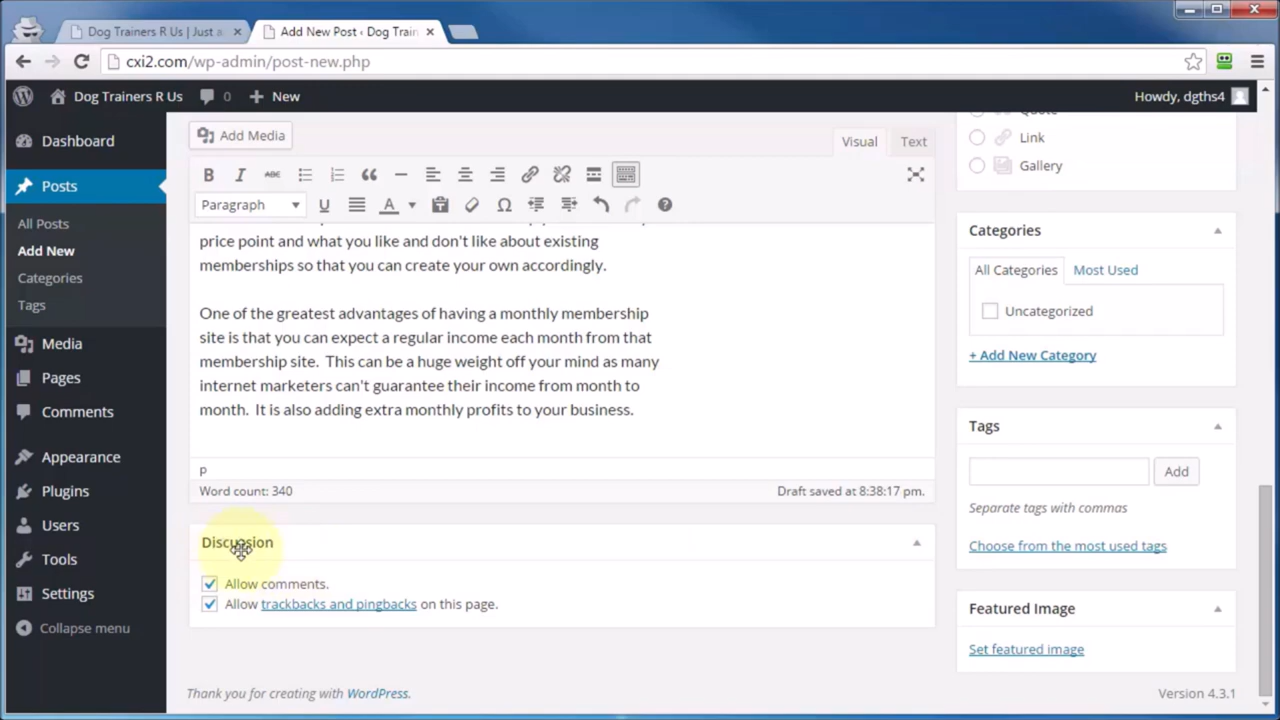 Dog Trainers R Us | Just a
Add New Post ‹ Dog Train
cxi2.com/wp-admin/post-new.php
Dog Trainers R Us
0
New
Howdy, dgths4
Dashboard
Posts
All Posts
Add New
Categories
Tags
Media
Pages
Comments
Appearance
Plugins
Users
Tools
Settings
Collapse menu
Add Media
Visual
Text
B I ABC
Paragraph
U A
price point and what you like and don't like about existing
memberships so that you can create your own accordingly.
One of the greatest advantages of having a monthly membership
site is that you can expect a regular income each month from that
membership site.  This can be a huge weight off your mind as many
internet marketers can't guarantee their income from month to
month.  It is also adding extra monthly profits to your business.
p
Word count: 340
Draft saved at 8:38:17 pm.
Discussion
Allow comments.
Allow trackbacks and pingbacks on this page.
Thank you for creating with WordPress.
Quote
Link
Gallery
Categories
All Categories
Most Used
Uncategorized
+ Add New Category
Tags
Add
Separate tags with commas
Choose from the most used tags
Featured Image
Set featured image
Version 4.3.1